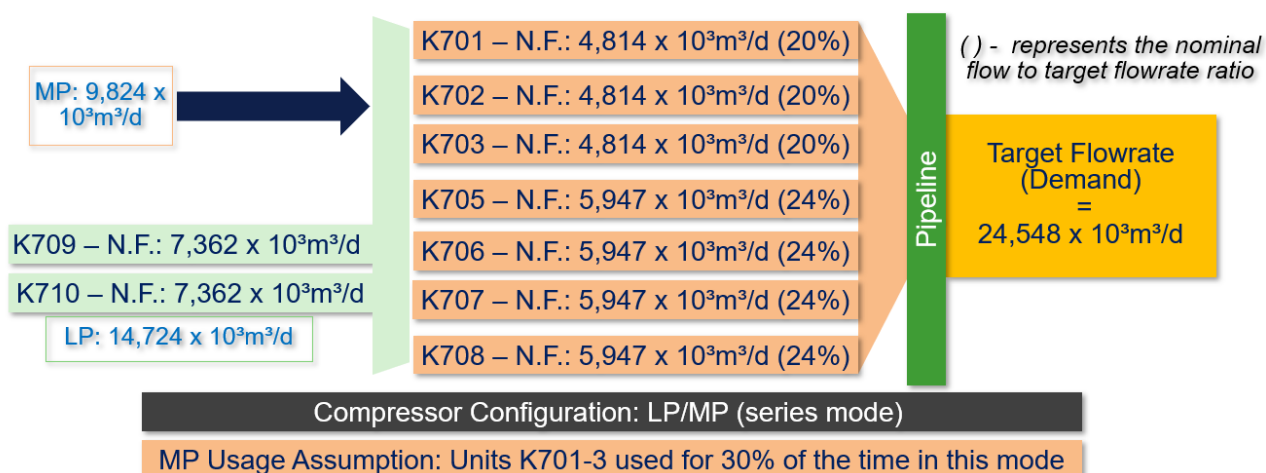 MP: 9,824 x
10³m³/d
K709 – N.F.: 7,362 x 10³m³/d
K710 – N.F.: 7,362 x 10³m³/d
LP: 14,724 x 10³m³/d
K701 – N.F.: 4,814 x 10³m³/d (20%)
K702 – N.F.: 4,814 x 10³m³/d (20%)
K703 – N.F.: 4,814 x 10³m³/d (20%)
K705 – N.F.: 5,947 x 10³m³/d (24%)
K706 – N.F.: 5,947 x 10³m³/d (24%)
K707 – N.F.: 5,947 x 10³m³/d (24%)
K708 – N.F.: 5,947 x 10³m³/d (24%)
Pipeline
( ) - represents the nominal
flow to target flowrate ratio
Target Flowrate
(Demand)
=
24,548 x 10³m³/d
Compressor Configuration: LP/MP (series mode)
MP Usage Assumption: Units K701-3 used for 30% of the time in this mode